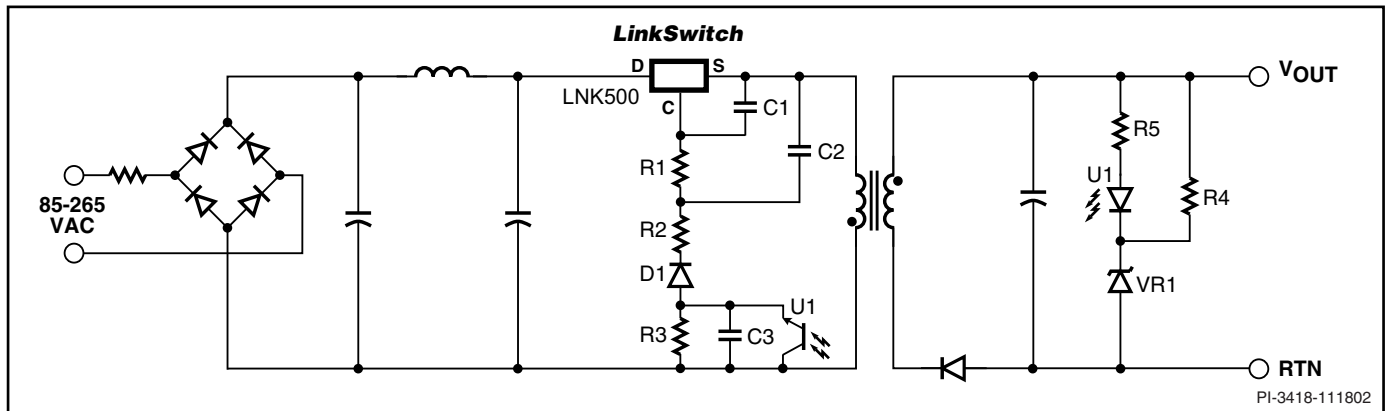 LinkSwitch
D
S
LNK500
C
C1
C2
R1
R2
D1
R3
C3
U1
85-265
VAC
R5
U1
R4
VR1
VOUT
RTN
PI-3418-111802